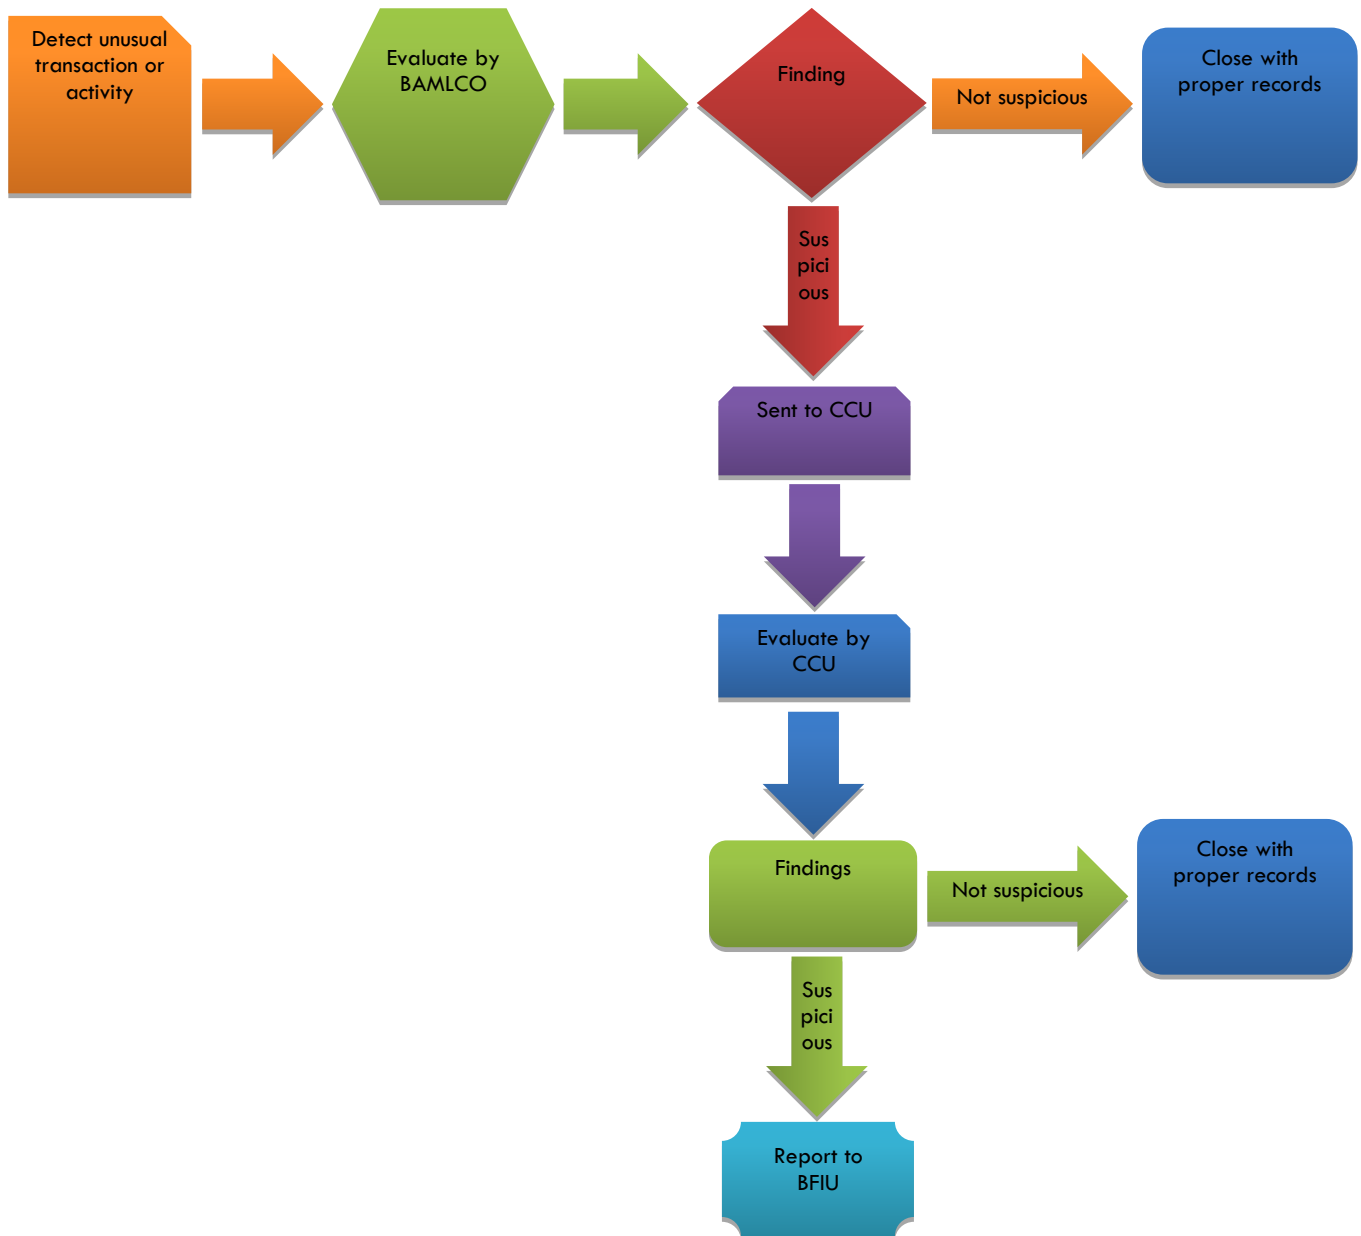 Detect unusual
transaction or
activity
Evaluate by
BAMLCO
Finding
Not suspicious
Close with
proper records
Sus
pici
ous
Sent to CCU
Evaluate by
CCU
Findings
Not suspicious
Close with
proper records
Sus
pici
ous
Report to
BFIU